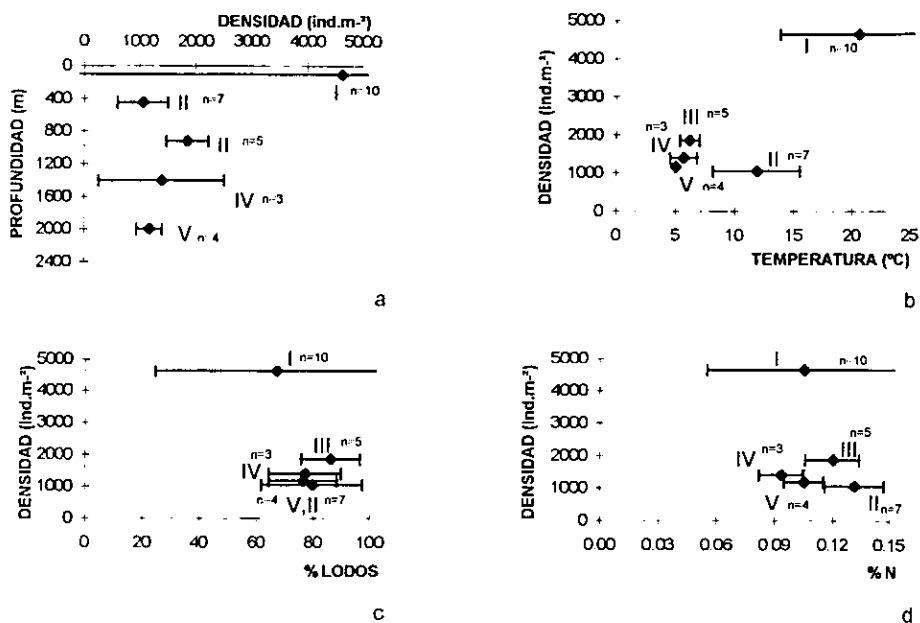 DENSIDAD (ind.m-²)
0 1000 2000 3000 4000 5000
PROFUNDIDAD (m)
0
400
800
1200
1600
2000
2400
I n=10
II n=7
II n=5
IV n=3
V n=4
a
DENSIDAD (ind.m-²)
5000
4000
3000
2000
1000
0
I n=10
III n=5
n=3
IV
II n=7
V n=4
0 5 10 15 20 25
TEMPERATURA (ºC)
b
DENSIDAD (ind.m-²)
5000
4000
3000
2000
1000
0
I n=10
III n=5
n=3
IV
n=4 V,II n=7
0 20 40 60 80 100
% LODOS
c
DENSIDAD (ind.m-²)
5000
4000
3000
2000
1000
0
I n=10
n=5
IV n=3 III
V n=4 II n=7
0.00 0.03 0.06 0.09 0.12 0.15
% N
d